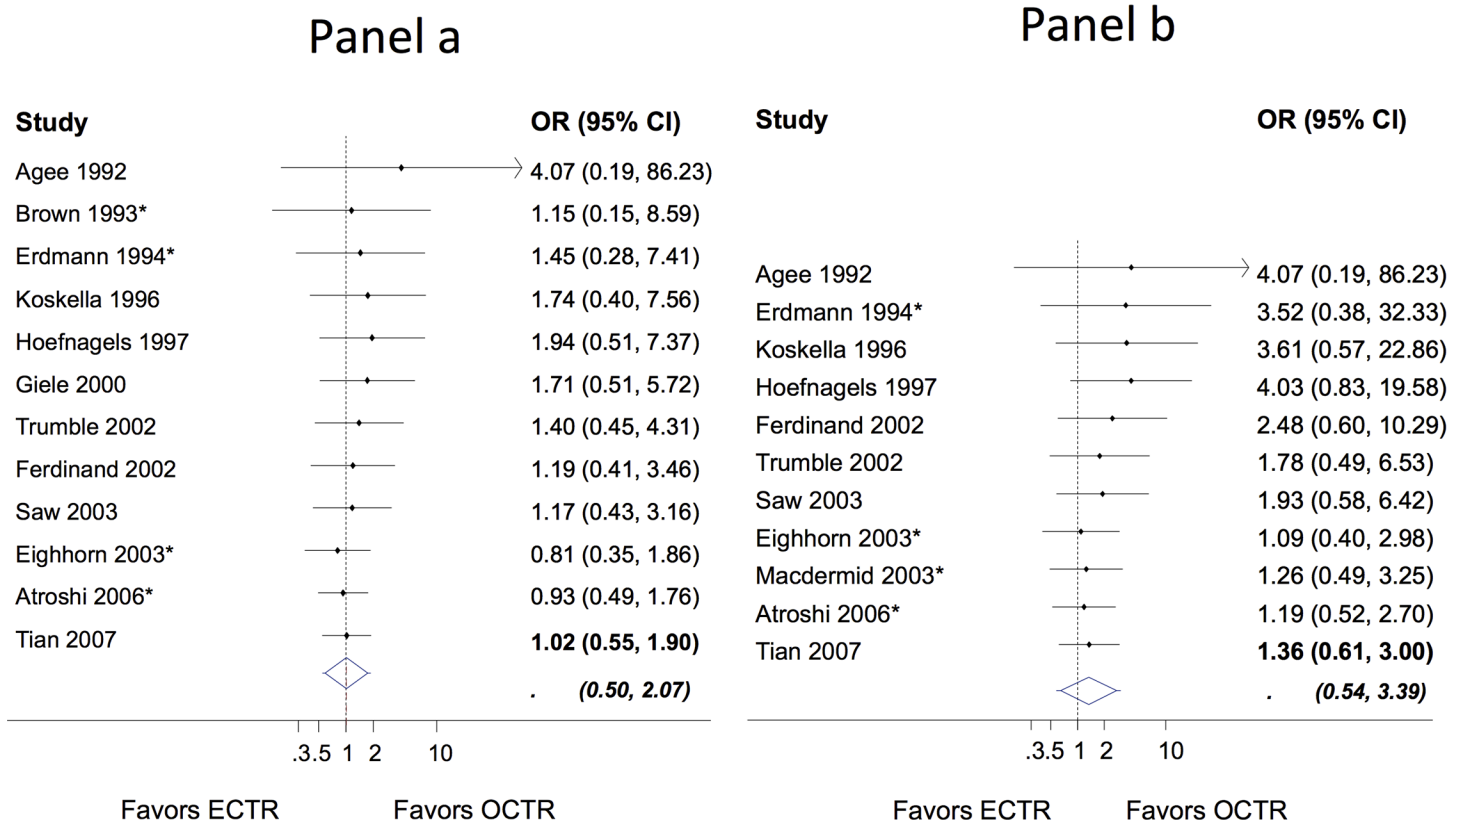 Panel a
Study OR (95% CI)
Agee 1992 4.07 (0.19, 86.23)
Brown 1993* 1.15 (0.15, 8.59)
Erdmann 1994* 1.45 (0.28, 7.41)
Koskella 1996 1.74 (0.40, 7.56)
Hoefnagels 1997 1.94 (0.51, 7.37)
Giele 2000 1.71 (0.51, 5.72)
Trumble 2002 1.40 (0.45, 4.31)
Ferdinand 2002 1.19 (0.41, 3.46)
Saw 2003 1.17 (0.43, 3.16)
Eighhorn 2003* 0.81 (0.35, 1.86)
Atroshi 2006* 0.93 (0.49, 1.76)
Tian 2007 1.02 (0.55, 1.90)
. (0.50, 2.07)
.3 .5 1 2 10
Favors ECTR Favors OCTR
Panel b
Study OR (95% CI)
Agee 1992 4.07 (0.19, 86.23)
Erdmann 1994* 3.52 (0.38, 32.33)
Koskella 1996 3.61 (0.57, 22.86)
Hoefnagels 1997 4.03 (0.83, 19.58)
Ferdinand 2002 2.48 (0.60, 10.29)
Trumble 2002 1.78 (0.49, 6.53)
Saw 2003 1.93 (0.58, 6.42)
Eighhorn 2003* 1.09 (0.40, 2.98)
Macdermid 2003* 1.26 (0.49, 3.25)
Atroshi 2006* 1.19 (0.52, 2.70)
Tian 2007 1.36 (0.61, 3.00)
. (0.54, 3.39)
.3 .5 1 2 10
Favors ECTR Favors OCTR